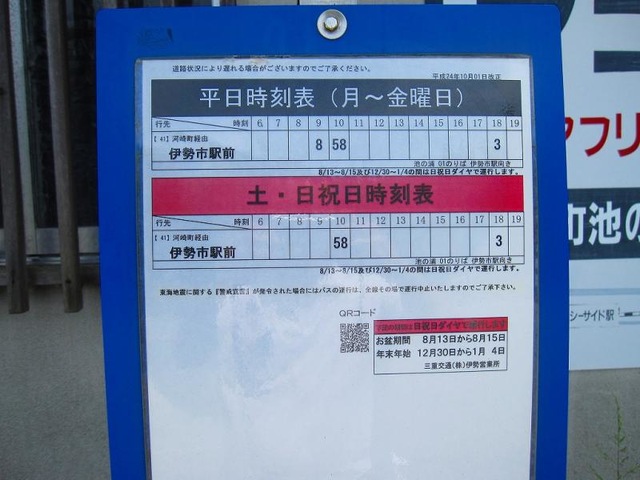 道路状況により遅れる場合がございますのでご了承ください。
平成24年10月01日改正
平日時刻表（月～金曜日）
行先 時刻 6 7 8 9 10 11 12 13 14 15 16 17 18 19
【41】河崎町経由
伊勢市駅前 8 58 3
池の浦 01のりば 伊勢市駅向き
8/13～8/15及び12/30～1/4の間は日祝日ダイヤで運行します。
土・日祝日時刻表
行先 時刻 6 7 8 9 10 11 12 13 14 15 16 17 18 19
【41】河崎町経由
伊勢市駅前 58 3
池の浦 01のりば 伊勢市駅向き
8/13～8/15及び12/30～1/4の間は日祝日ダイヤで運行します。
東海地震に関する『警戒宣言』が発令された場合にはバスの運行は、全線その場で運行中止いたしますのでご了承下さい。
QRコード
下記の期間は日祝日ダイヤで運行します
お盆期間 8月13日から8月15日
年末年始 12月30日から1月 4日
三重交通(株)伊勢営業所
フリ
町池の
シーサイド駅